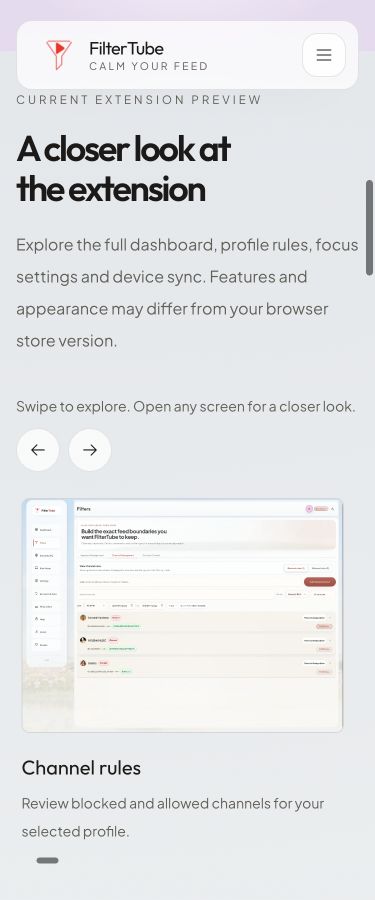 FilterTube
CALM YOUR FEED
CURRENT EXTENSION PREVIEW
A closer look at
the extension
Explore the full dashboard, profile rules, focus
settings and device sync. Features and
appearance may differ from your browser
store version.
Swipe to explore. Open any screen for a closer look.
FilterTube
Filters
Build the exact feed boundaries you
want FilterTube to keep.
Channel rules
Review blocked and allowed channels for your
selected profile.